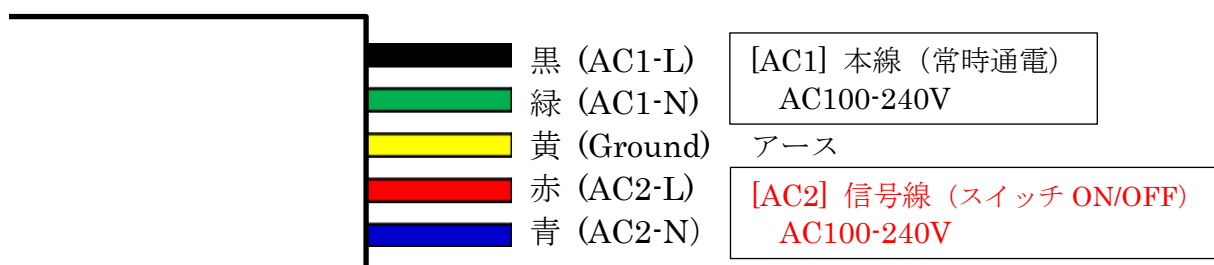 黒 (AC1-L)
緑 (AC1-N)
黄 (Ground)
赤 (AC2-L)
青 (AC2-N)
[AC1] 本線（常時通電）
AC100-240V
アース
[AC2] 信号線（スイッチ ON/OFF）
AC100-240V